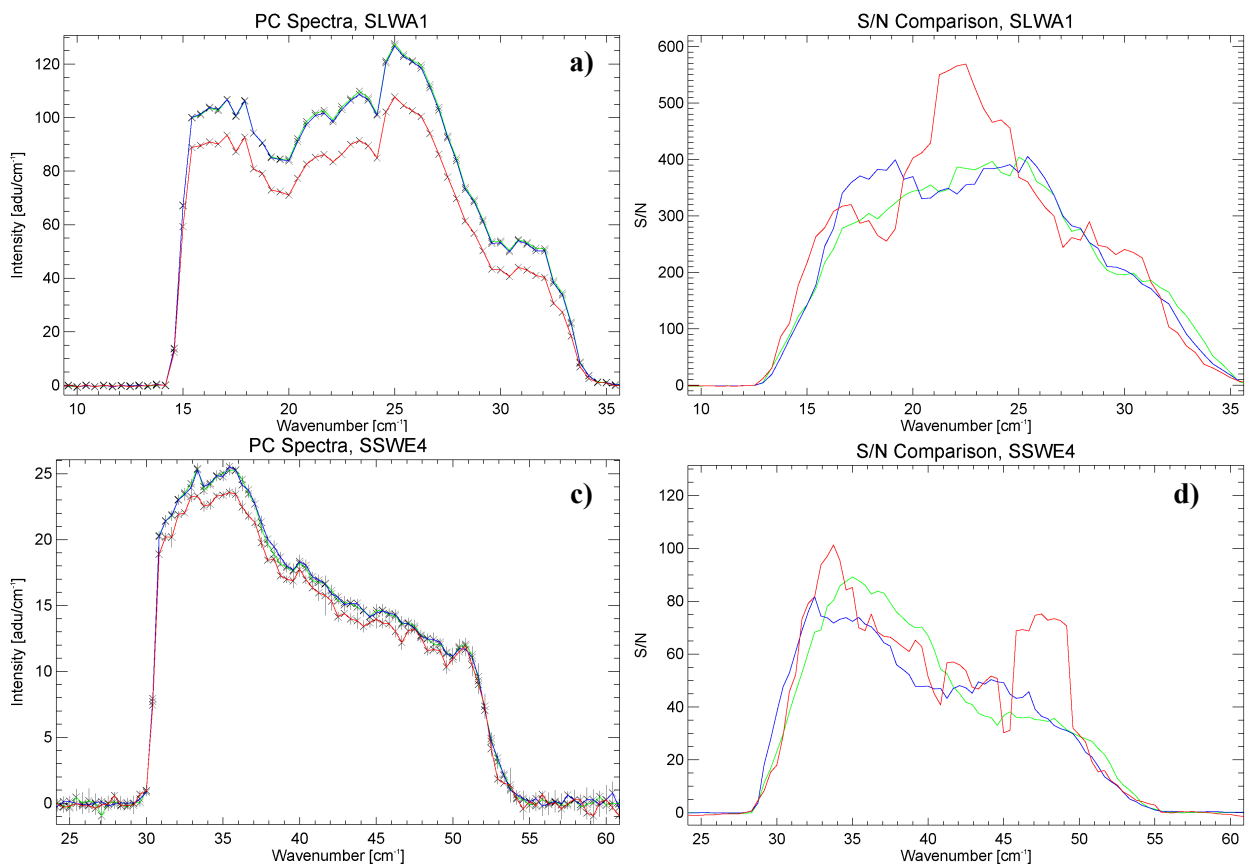 PC Spectra, SLWA1
a)
Intensity [adu/cm⁻¹]
120
100
80
60
40
20
0
10 15 20 25 30 35
Wavenumber [cm⁻¹]
S/N Comparison, SLWA1
S/N
600
500
400
300
200
100
0
10 15 20 25 30 35
Wavenumber [cm⁻¹]
PC Spectra, SSWE4
c)
Intensity [adu/cm⁻¹]
25
20
15
10
5
0
25 30 35 40 45 50 55 60
Wavenumber [cm⁻¹]
S/N Comparison, SSWE4
d)
S/N
120
100
80
60
40
20
0
25 30 35 40 45 50 55 60
Wavenumber [cm⁻¹]